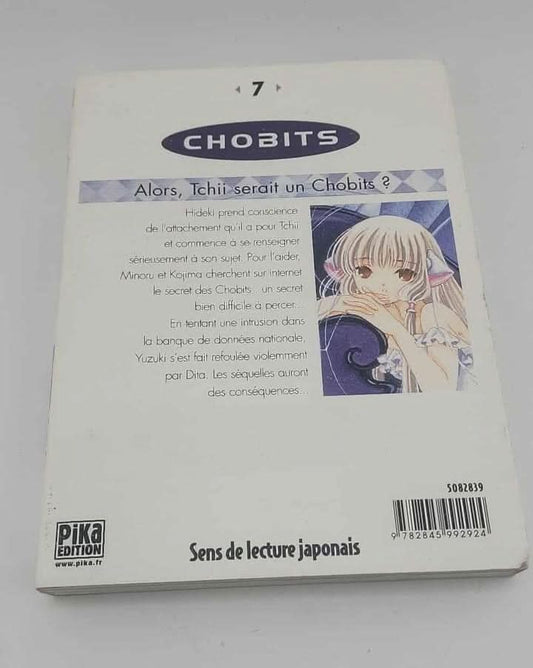 7
CHOBITS
Alors, Tchii serait un Chobits ?
Hideki prend conscience
de l'attachement qu'il a pour Tchii
et commence à se renseigner
sérieusement à son sujet. Pour l'aider,
Minoru et Kojima cherchent sur internet
le secret des Chobits : un secret
bien difficile à percer...
En tentant une intrusion dans
la banque de données nationale,
Yuzuki s'est fait refoulée violemment
par Dita. Les séquelles auront
des conséquences...
5082839
9 782845 992924
PiKa
EDITION
www.pika.fr
Sens de lecture japonais